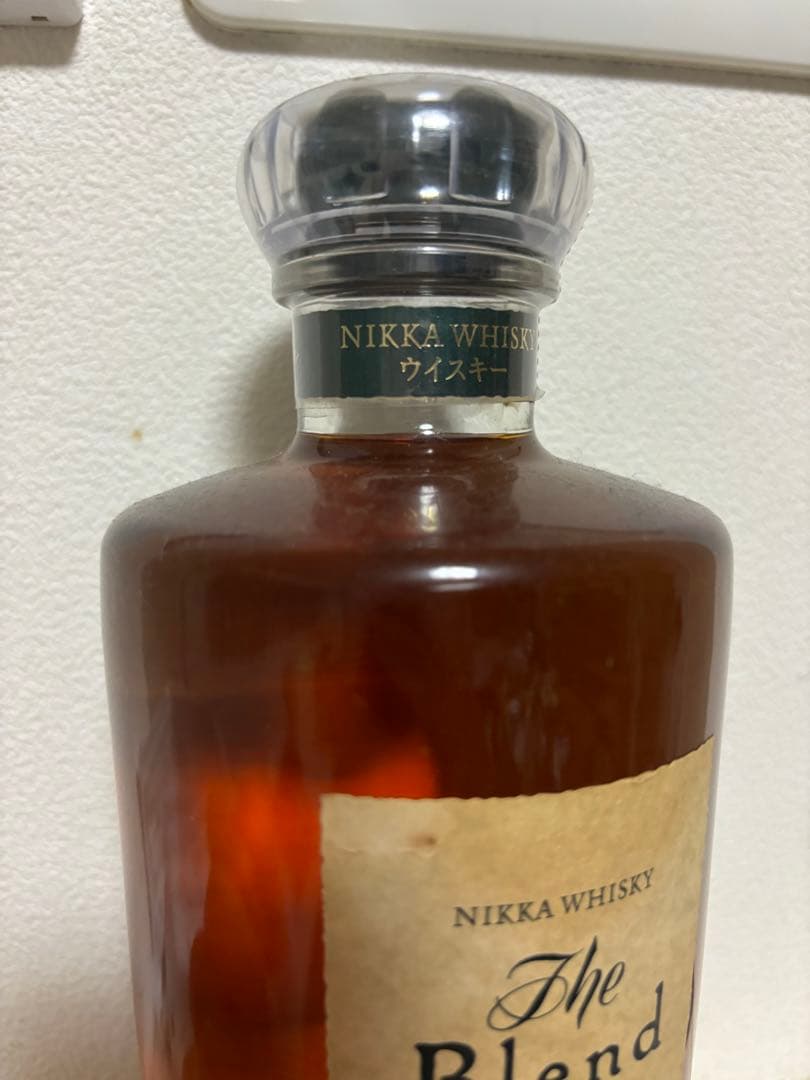 NIKKA WHISKY
ウイスキー
NIKKA WHISKY
The
Blend